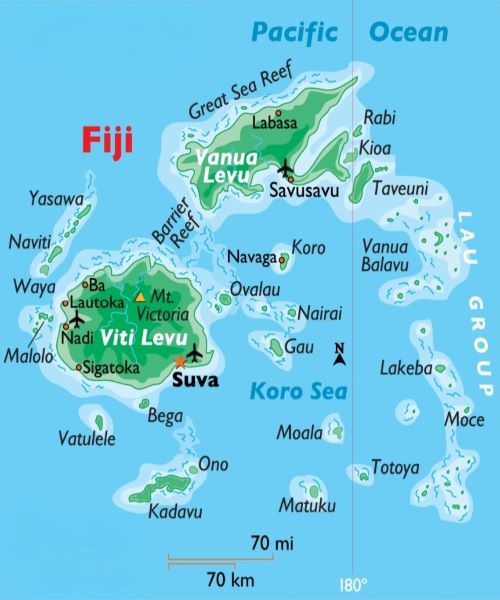 Pacific Ocean
Great Sea Reef
Labasa
Rabi
Fiji
Kioa
Vanua
Levu
Savusavu
Taveuni
Yasawa
Barrier
Reef
LAU GROUP
Naviti
Navaga
Koro
Vanua
Balavu
Waya
Ba
Ovalau
Lautoka
Mt.
Victoria
Nairai
Nadi
Viti Levu
Malolo
Gau
N
Sigatoka
Suva
Lakeba
Koro Sea
Bega
Moce
Vatulele
Moala
Ono
Totoya
Kadavu
Matuku
70 mi
70 km
180°